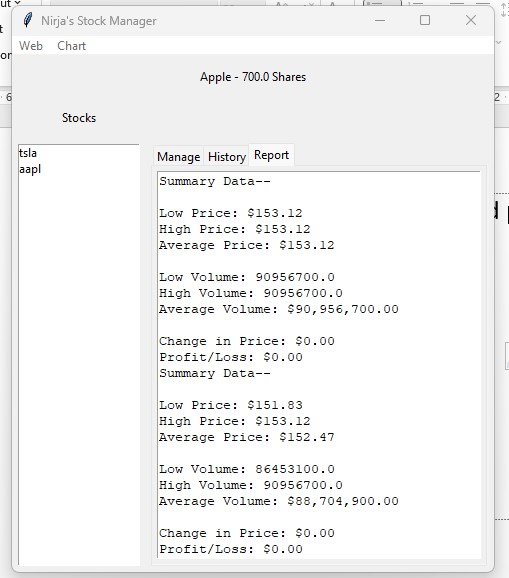 Nirja's Stock Manager
Web Chart
Apple - 700.0 Shares
Stocks
tsla
aapl
Manage History Report
Summary Data--
Low Price: $153.12
High Price: $153.12
Average Price: $153.12
Low Volume: 90956700.0
High Volume: 90956700.0
Average Volume: $90,956,700.00
Change in Price: $0.00
Profit/Loss: $0.00
Summary Data--
Low Price: $151.83
High Price: $153.12
Average Price: $152.47
Low Volume: 86453100.0
High Volume: 90956700.0
Average Volume: $88,704,900.00
Change in Price: $0.00
Profit/Loss: $0.00